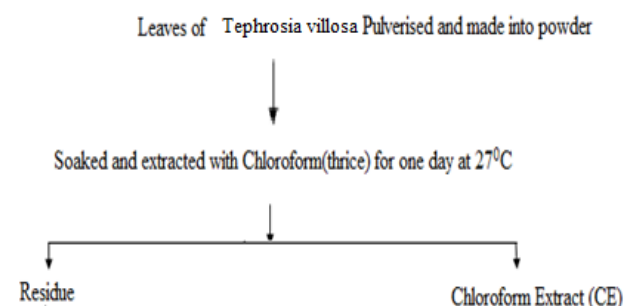 Leaves of Tephrosia villosa Pulverised and made into powder
Soaked and extracted with Chloroform(thrice) for one day at 27⁰C
Residue
Chloroform Extract (CE)